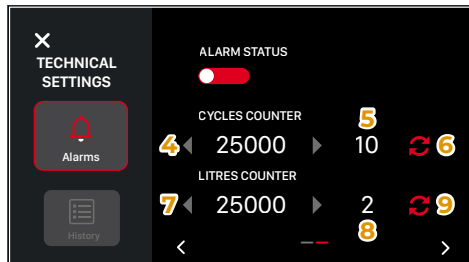 TECHNICAL
SETTINGS
Alarms
History
ALARM STATUS
CYCLES COUNTER
5
4 25000 10 6
LITRES COUNTER
7 25000 2 9
8